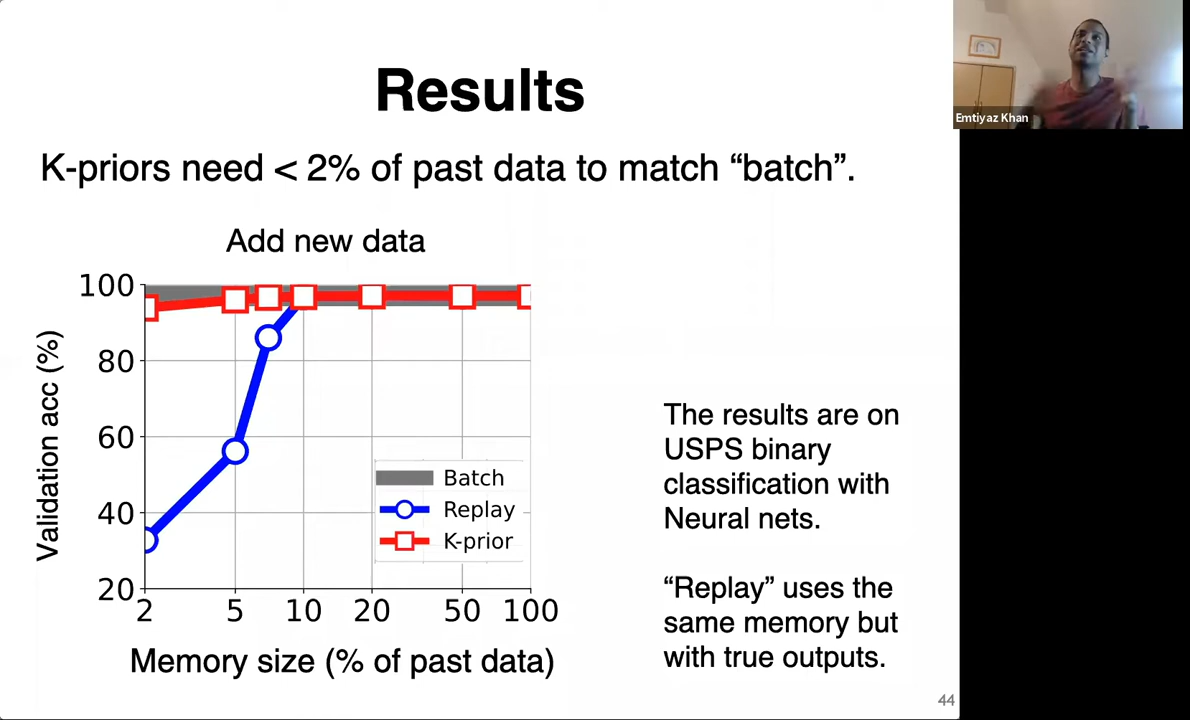 Results
Emtiyaz Khan
K-priors need < 2% of past data to match “batch”.
Add new data
100
80
60
40
20
Validation acc (%)
Batch
Replay
K-prior
2 5 10 20 50 100
Memory size (% of past data)
The results are on
USPS binary
classification with
Neural nets.
“Replay” uses the
same memory but
with true outputs.
44